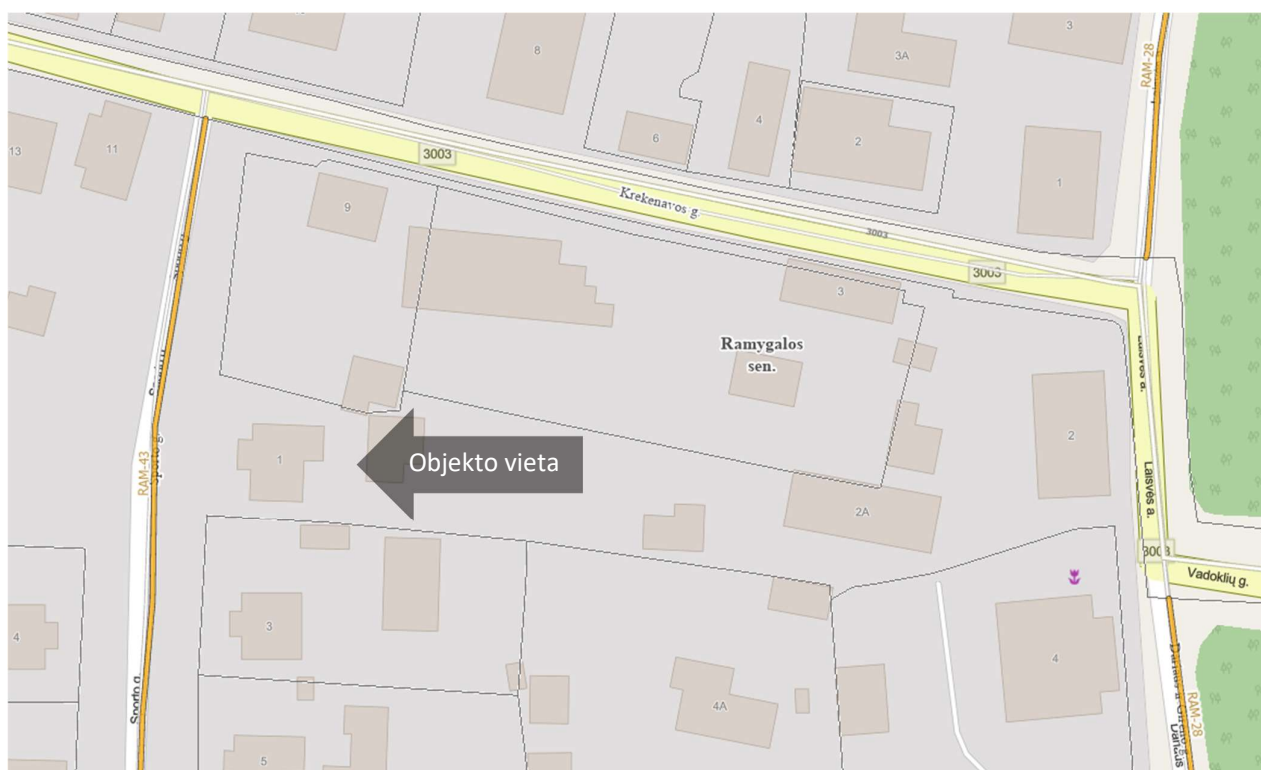 3
8
3A
RAM-28
4
2
6
13
11
3003
1
Krekenavos g.
9
3003
3003
3
Ramygalos
sen.
Laisvės a.
2
1
Objekto vieta
RAM-43
Sporto g.
Laisvės a.
2A
3003
Vadoklių g.
3
4
4
4A
Sporto g.
RAM-28
5